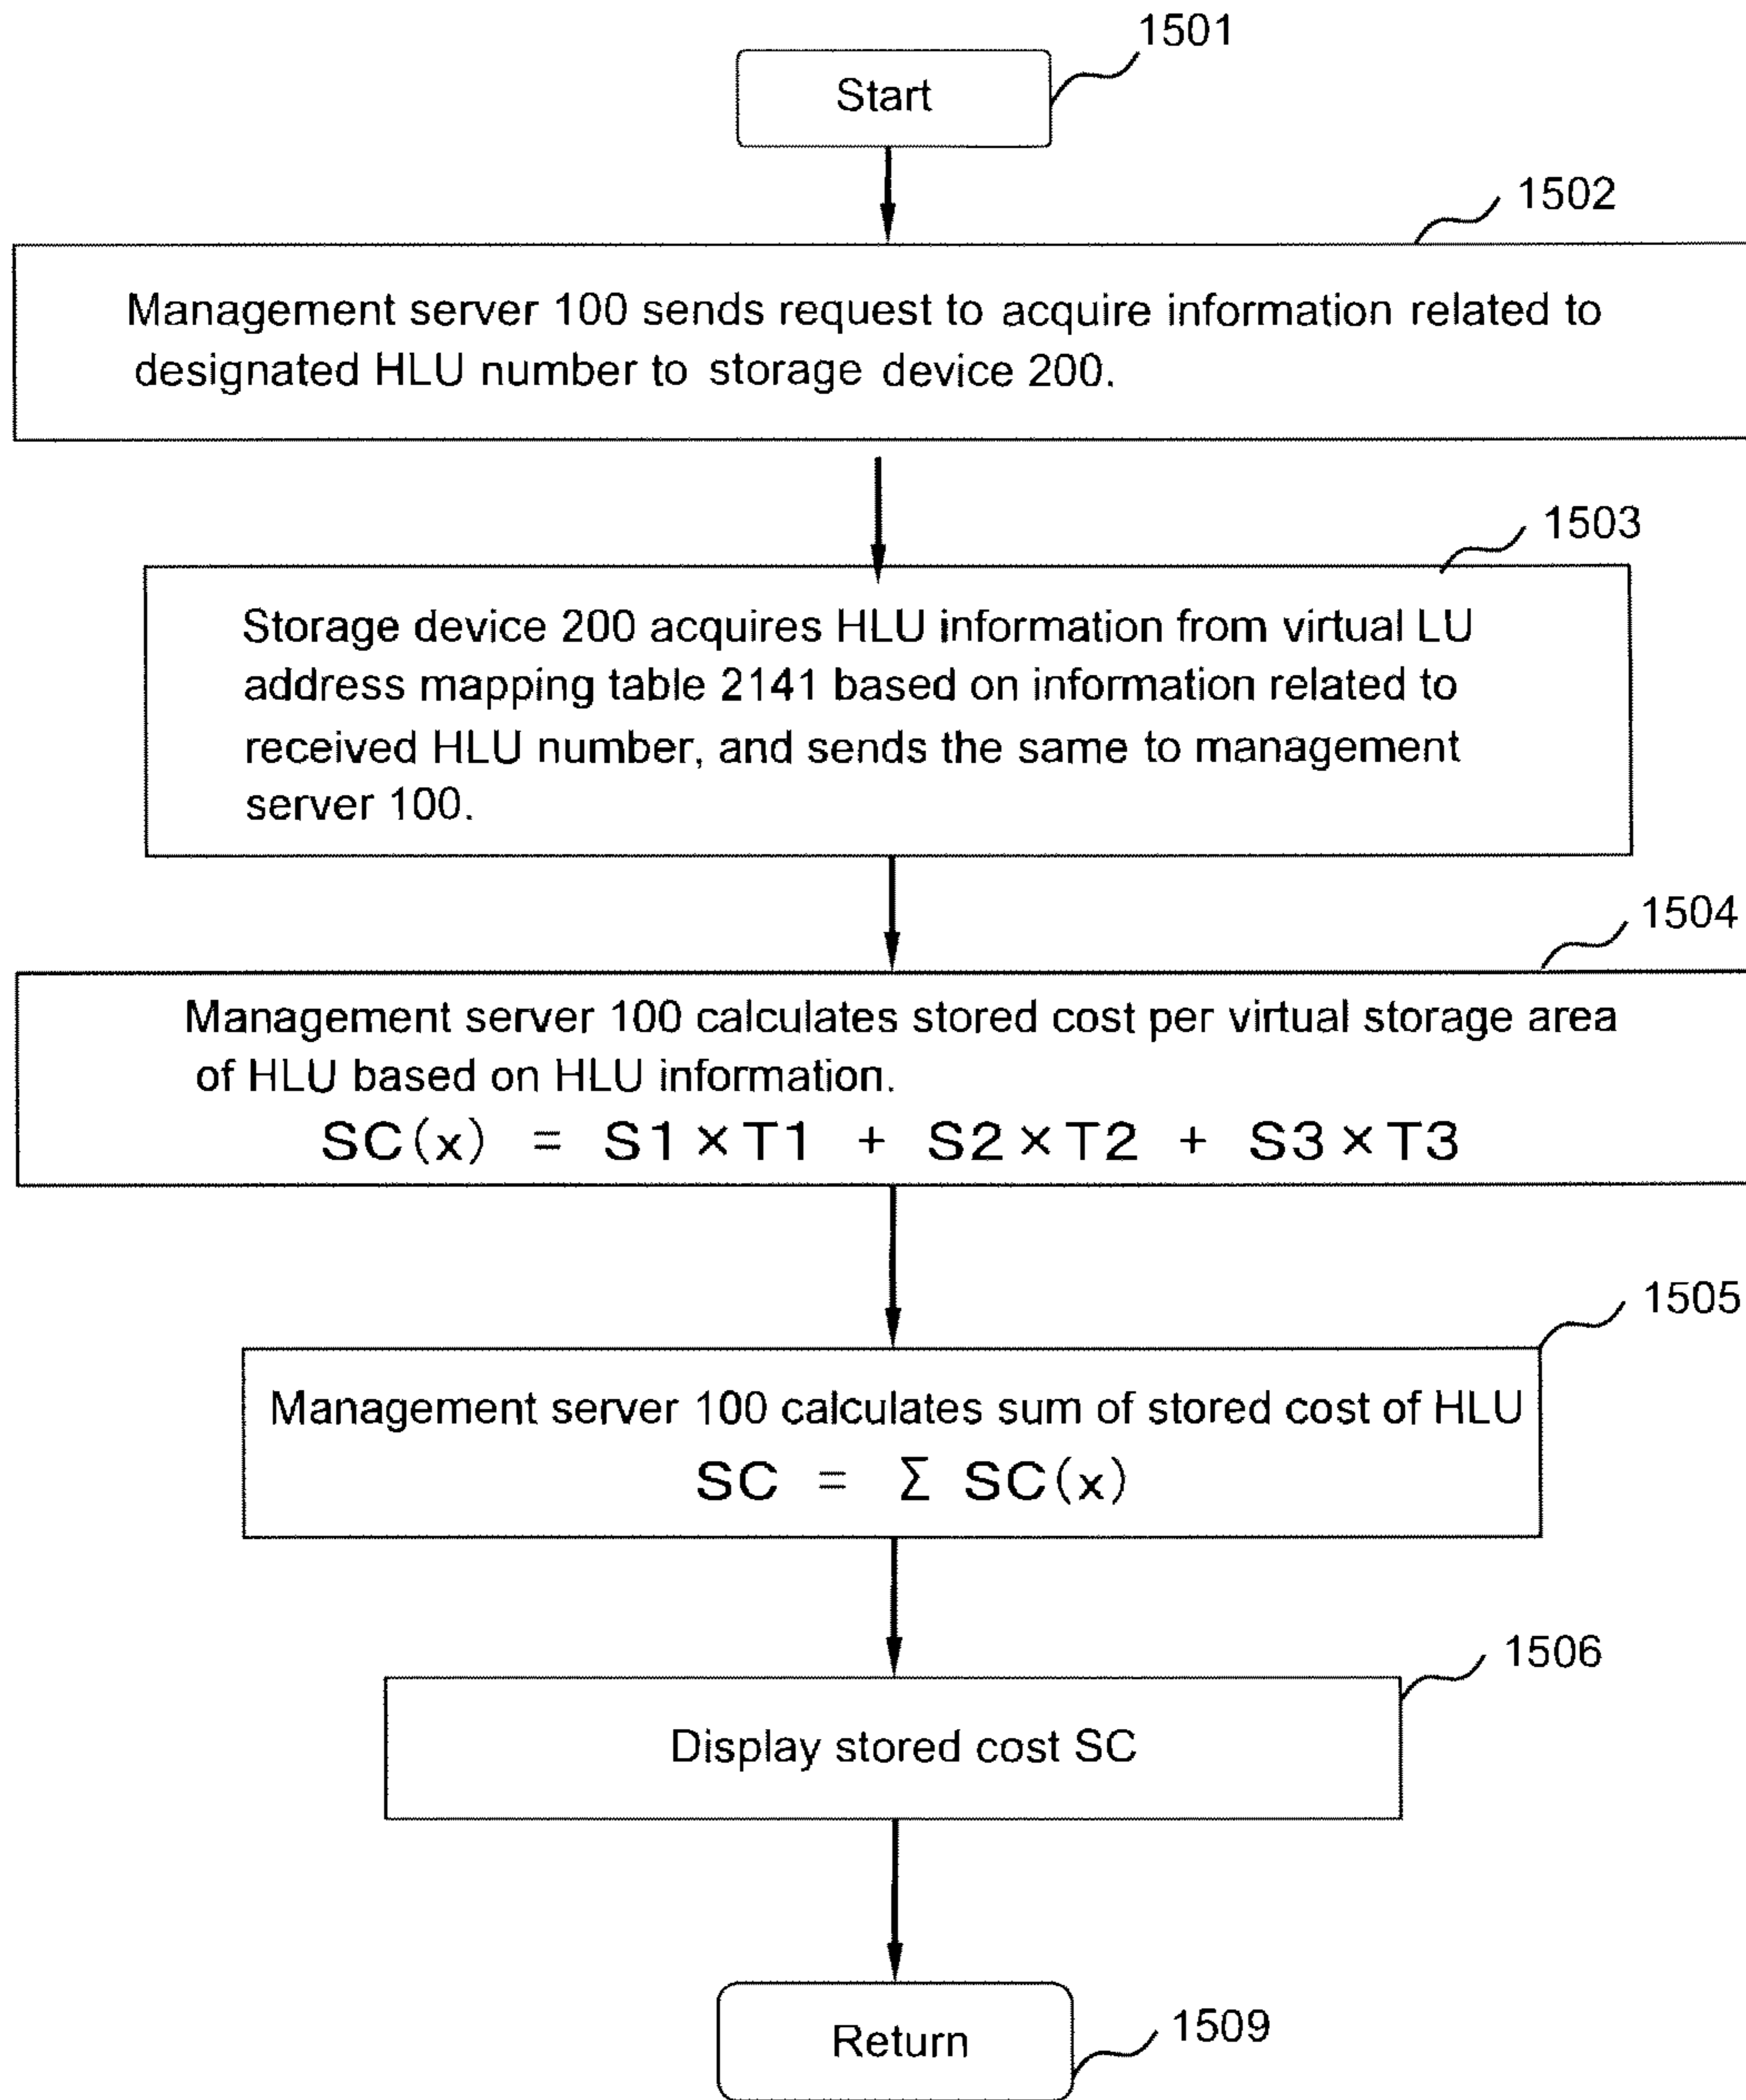 1501
Start
1502
Management server 100 sends request to acquire information related to
designated HLU number to storage device 200.
1503
Storage device 200 acquires HLU information from virtual LU
address mapping table 2141 based on information related to
received HLU number, and sends the same to management
server 100.
1504
Management server 100 calculates stored cost per virtual storage area
of HLU based on HLU information.
SC(x) = S1×T1 + S2×T2 + S3×T3
1505
Management server 100 calculates sum of stored cost of HLU
SC = Σ SC(x)
1506
Display stored cost SC
Return
1509